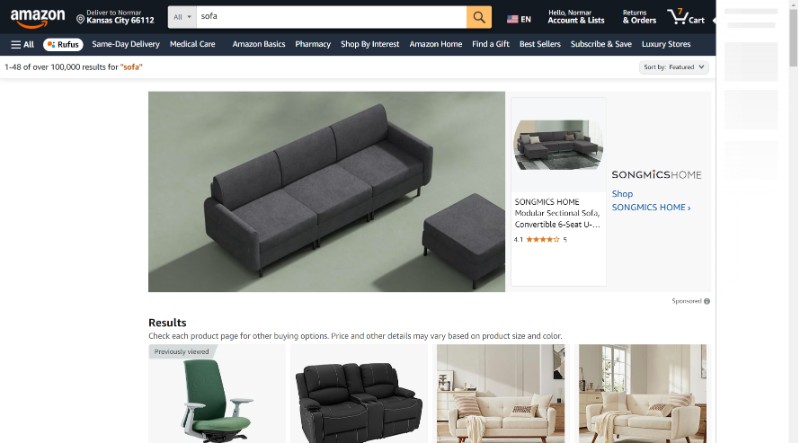 amazon
Deliver to Normar
Kansas City 66112
All
sofa
EN
Hello, Normar
Account & Lists
Returns
& Orders
7
Cart
All
Rufus
Same-Day Delivery
Medical Care
Amazon Basics
Pharmacy
Shop By Interest
Amazon Home
Find a Gift
Best Sellers
Subscribe & Save
Luxury Stores
1-48 of over 100,000 results for "sofa"
Sort by: Featured
SONGMICS HOME
Modular Sectional Sofa,
Convertible 6-Seat U-...
4.1
5
SONGMICSHOME
Shop
SONGMICS HOME ›
Sponsored
Results
Check each product page for other buying options. Price and other details may vary based on product size and color.
Previously viewed